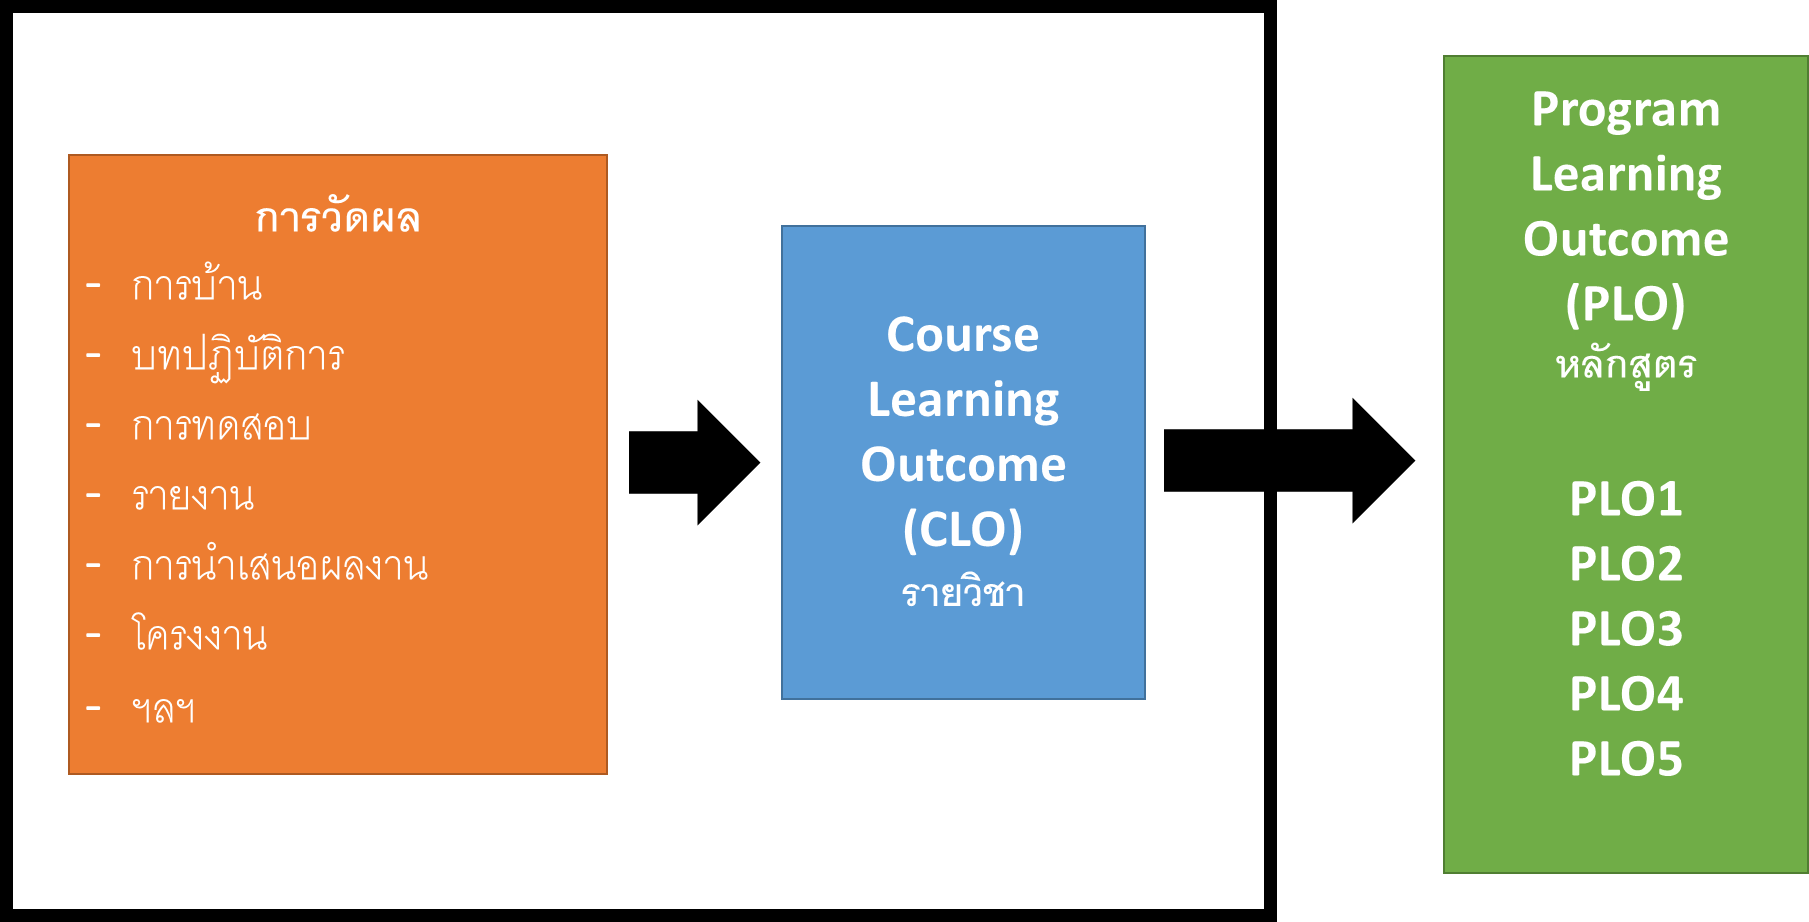 การวัดผล
- การบ้าน
- บทปฏิบัติการ
- การทดสอบ
- รายงาน
- การนำเสนอผลงาน
- โครงงาน
- ฯลฯ
Course
Learning
Outcome
(CLO)
รายวิชา
Program
Learning
Outcome
(PLO)
หลักสูตร
PLO1
PLO2
PLO3
PLO4
PLO5